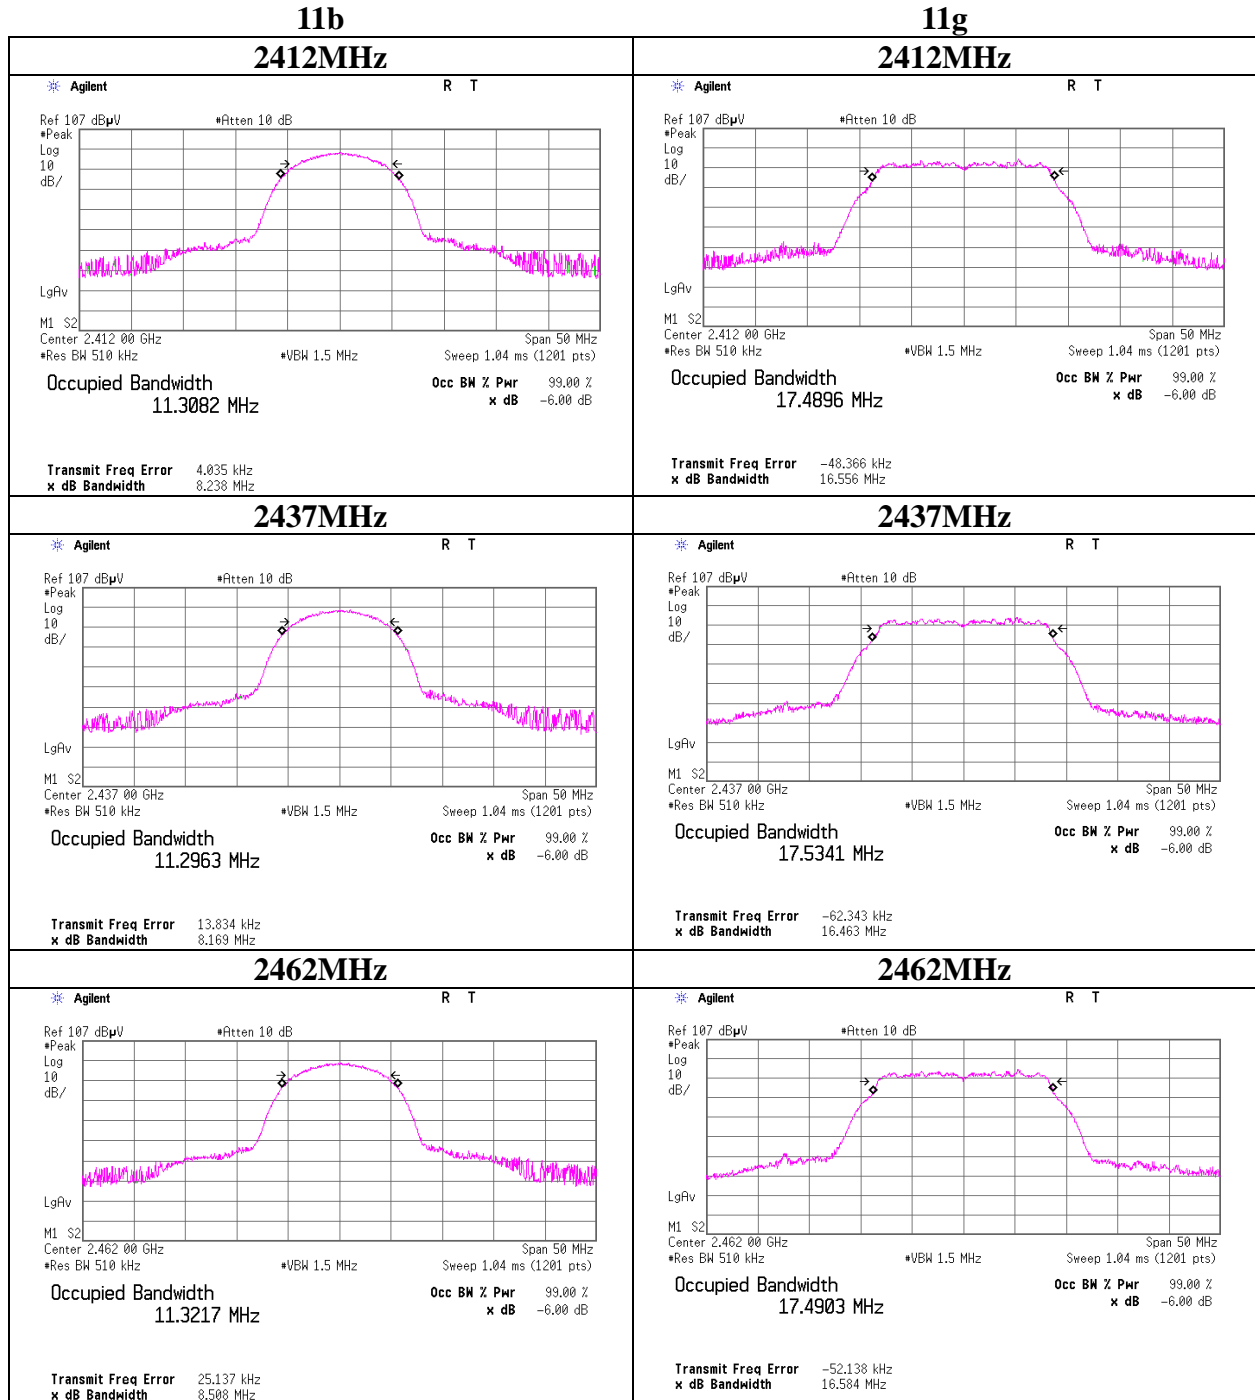 11b 11g
2412MHz 2412MHz
Agilent R T
Ref 107 dBµV #Atten 10 dB
#Peak
Log
10
dB/
LgAv
M1 S2
Center 2.412 00 GHz Span 50 MHz
#Res BW 510 kHz #VBW 1.5 MHz Sweep 1.04 ms (1201 pts)
Occupied Bandwidth Occ BW % Pwr 99.00 %
11.3082 MHz x dB -6.00 dB
Transmit Freq Error 4.035 kHz
x dB Bandwidth 8.238 MHz
Agilent R T
Ref 107 dBµV #Atten 10 dB
#Peak
Log
10
dB/
LgAv
M1 S2
Center 2.412 00 GHz Span 50 MHz
#Res BW 510 kHz #VBW 1.5 MHz Sweep 1.04 ms (1201 pts)
Occupied Bandwidth Occ BW % Pwr 99.00 %
17.4896 MHz x dB -6.00 dB
Transmit Freq Error -48.366 kHz
x dB Bandwidth 16.556 MHz
2437MHz 2437MHz
Agilent R T
Ref 107 dBµV #Atten 10 dB
#Peak
Log
10
dB/
LgAv
M1 S2
Center 2.437 00 GHz Span 50 MHz
#Res BW 510 kHz #VBW 1.5 MHz Sweep 1.04 ms (1201 pts)
Occupied Bandwidth Occ BW % Pwr 99.00 %
11.2963 MHz x dB -6.00 dB
Transmit Freq Error 13.834 kHz
x dB Bandwidth 8.169 MHz
Agilent R T
Ref 107 dBµV #Atten 10 dB
#Peak
Log
10
dB/
LgAv
M1 S2
Center 2.437 00 GHz Span 50 MHz
#Res BW 510 kHz #VBW 1.5 MHz Sweep 1.04 ms (1201 pts)
Occupied Bandwidth Occ BW % Pwr 99.00 %
17.5341 MHz x dB -6.00 dB
Transmit Freq Error -62.343 kHz
x dB Bandwidth 16.463 MHz
2462MHz 2462MHz
Agilent R T
Ref 107 dBµV #Atten 10 dB
#Peak
Log
10
dB/
LgAv
M1 S2
Center 2.462 00 GHz Span 50 MHz
#Res BW 510 kHz #VBW 1.5 MHz Sweep 1.04 ms (1201 pts)
Occupied Bandwidth Occ BW % Pwr 99.00 %
11.3217 MHz x dB -6.00 dB
Transmit Freq Error 25.137 kHz
x dB Bandwidth 8.508 MHz
Agilent R T
Ref 107 dBµV #Atten 10 dB
#Peak
Log
10
dB/
LgAv
M1 S2
Center 2.462 00 GHz Span 50 MHz
#Res BW 510 kHz #VBW 1.5 MHz Sweep 1.04 ms (1201 pts)
Occupied Bandwidth Occ BW % Pwr 99.00 %
17.4903 MHz x dB -6.00 dB
Transmit Freq Error -52.138 kHz
x dB Bandwidth 16.584 MHz